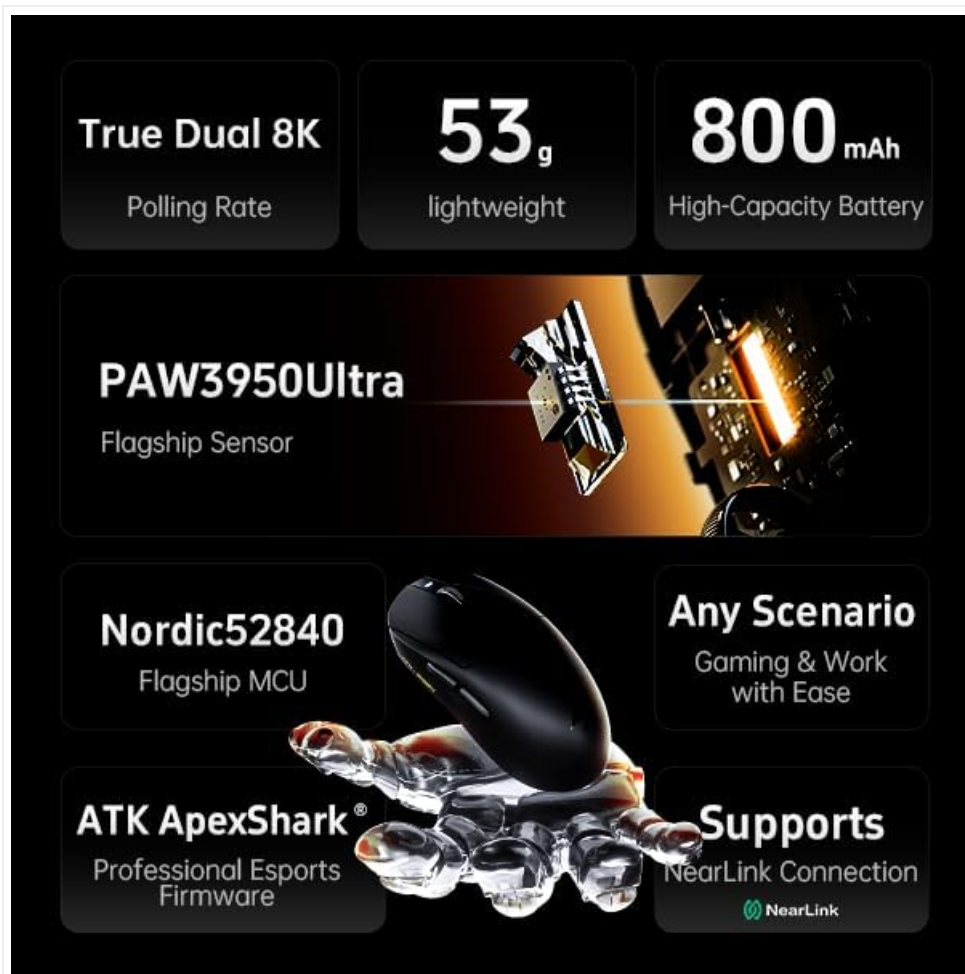 True Dual 8K
Polling Rate
53g
lightweight
800mAh
High-Capacity Battery
PAW3950Ultra
Flagship Sensor
Nordic52840
Flagship MCU
Any Scenario
Gaming & Work
with Ease
ATK ApexShark®
Professional Esports
Firmware
Supports
NearLink Connection
NearLink